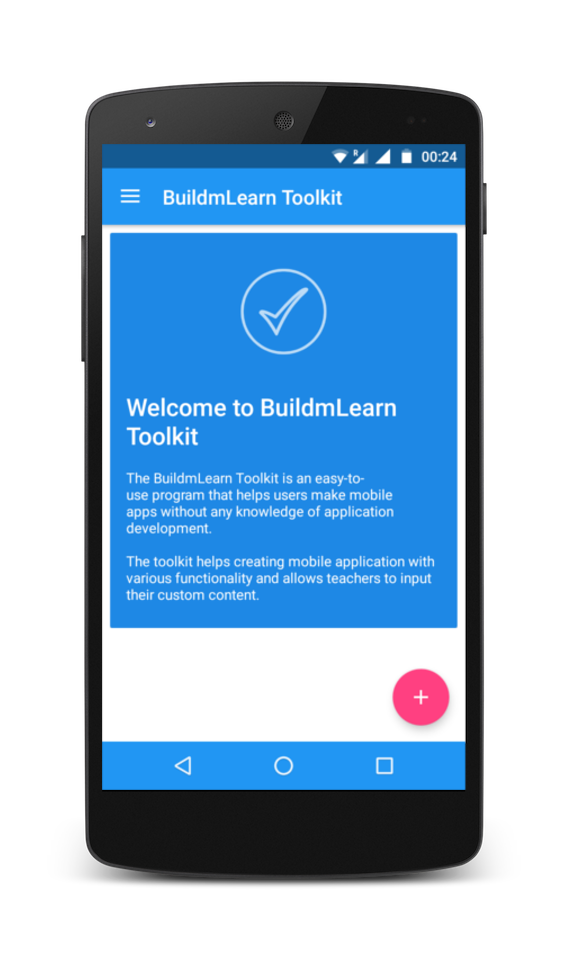 R
00:24
BuildmLearn Toolkit
Welcome to BuildmLearn
Toolkit
The BuildmLearn Toolkit is an easy-to-
use program that helps users make mobile
apps without any knowledge of application
development.
The toolkit helps creating mobile application with
various functionality and allows teachers to input
their custom content.